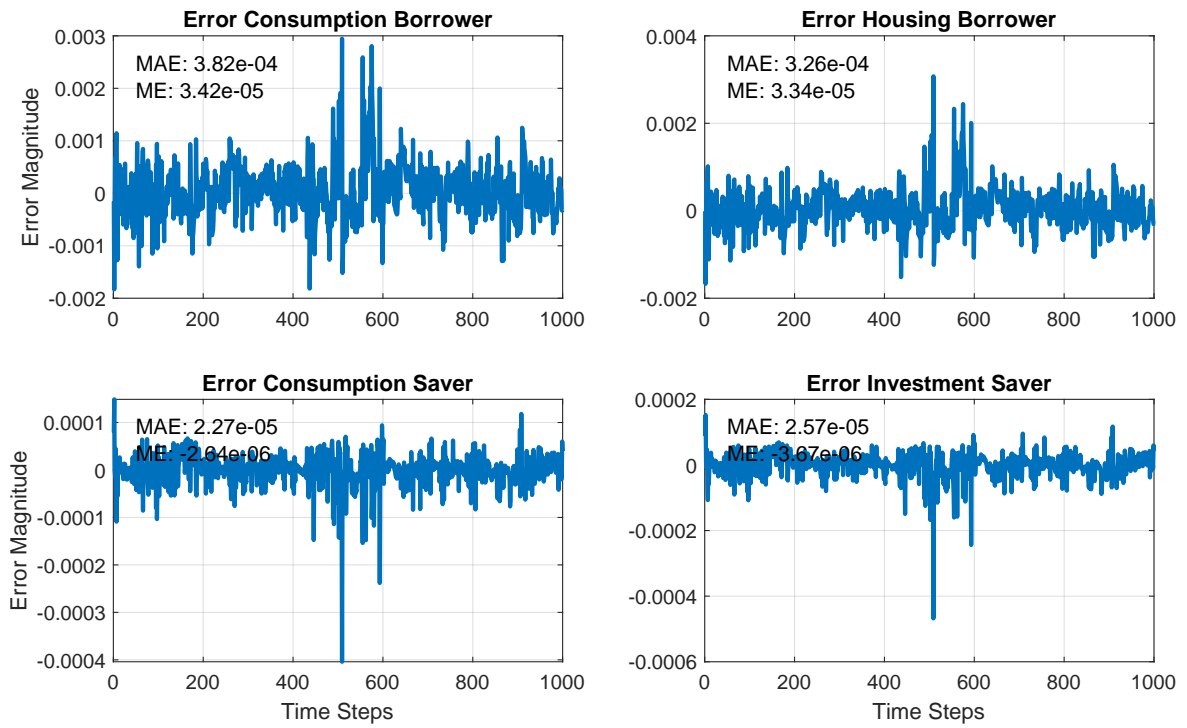 Error Consumption Borrower
0.003
0.002
0.001
0
-0.001
-0.002
Error Magnitude
MAE: 3.82e-04
ME: 3.42e-05
0 200 400 600 800 1000
Error Housing Borrower
0.004
0.002
0
-0.002
MAE: 3.26e-04
ME: 3.34e-05
0 200 400 600 800 1000
Error Consumption Saver
0.0001
0
-0.0001
-0.0002
-0.0003
-0.0004
Error Magnitude
MAE: 2.27e-05
ME: -2.64e-06
0 200 400 600 800 1000
Time Steps
Error Investment Saver
0.0002
0
-0.0002
-0.0004
-0.0006
MAE: 2.57e-05
ME: -3.67e-06
0 200 400 600 800 1000
Time Steps